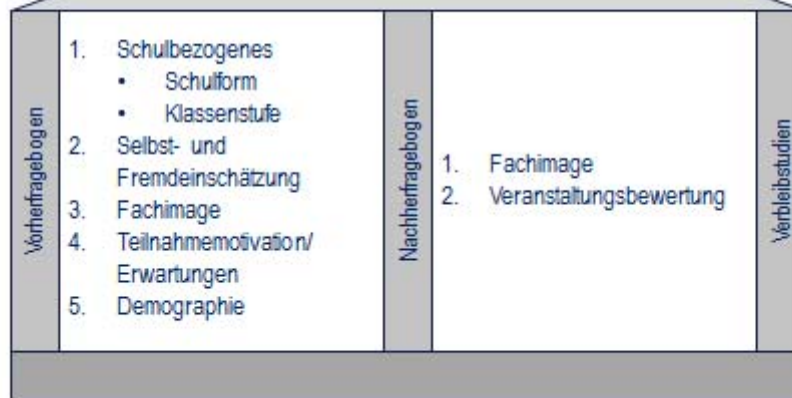 Vorherfragebogen
1. Schulbezogenes
• Schulform
• Klassenstufe
2. Selbst- und
Fremdeinschätzung
3. Fachimage
4. Teilnahmemotivation/
Erwartungen
5. Demographie
Nachherfragebogen
1. Fachimage
2. Veranstaltungsbewertung
Verbleibstudien